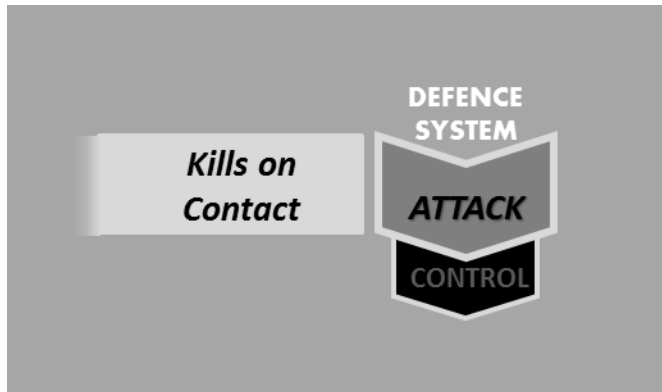 Kills on
Contact
DEFENCE
SYSTEM
ATTACK
CONTROL